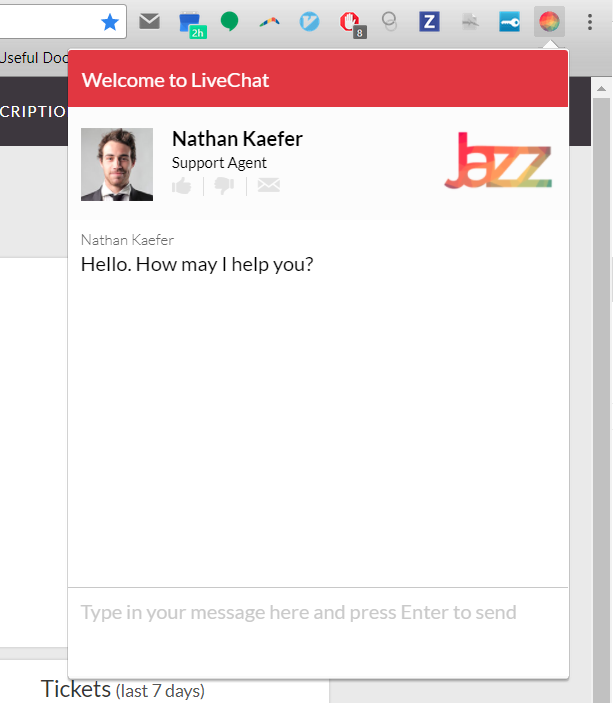 2h
8
Z
Useful Doc
CRIPTIO
Welcome to LiveChat
Nathan Kaefer
Support Agent
Jazz
Nathan Kaefer
Hello. How may I help you?
Type in your message here and press Enter to send
Tickets (last 7 days)